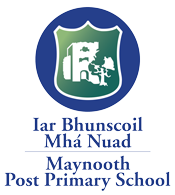 Iar Bhunscoil
Mhá Nuad
Maynooth
Post Primary School